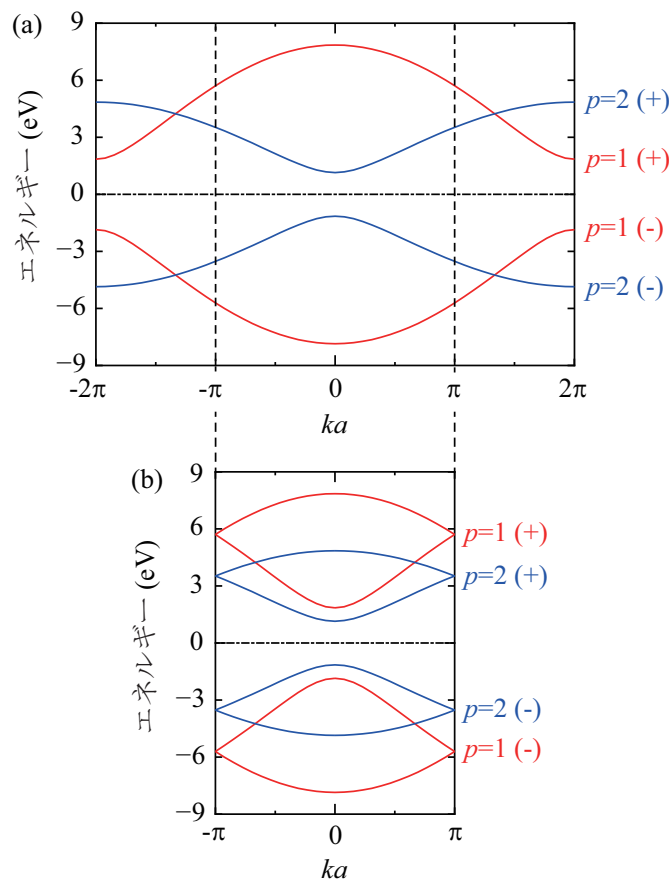 (a)
9
6
3
0
−3
−6
−9
エネルギー (eV)
p=2 (+)
p=1 (+)
p=1 (-)
p=2 (-)
-2π
-π
0
π
2π
ka
(b)
9
6
3
0
−3
−6
−9
エネルギー (eV)
p=1 (+)
p=2 (+)
p=2 (-)
p=1 (-)
-π
0
π
ka